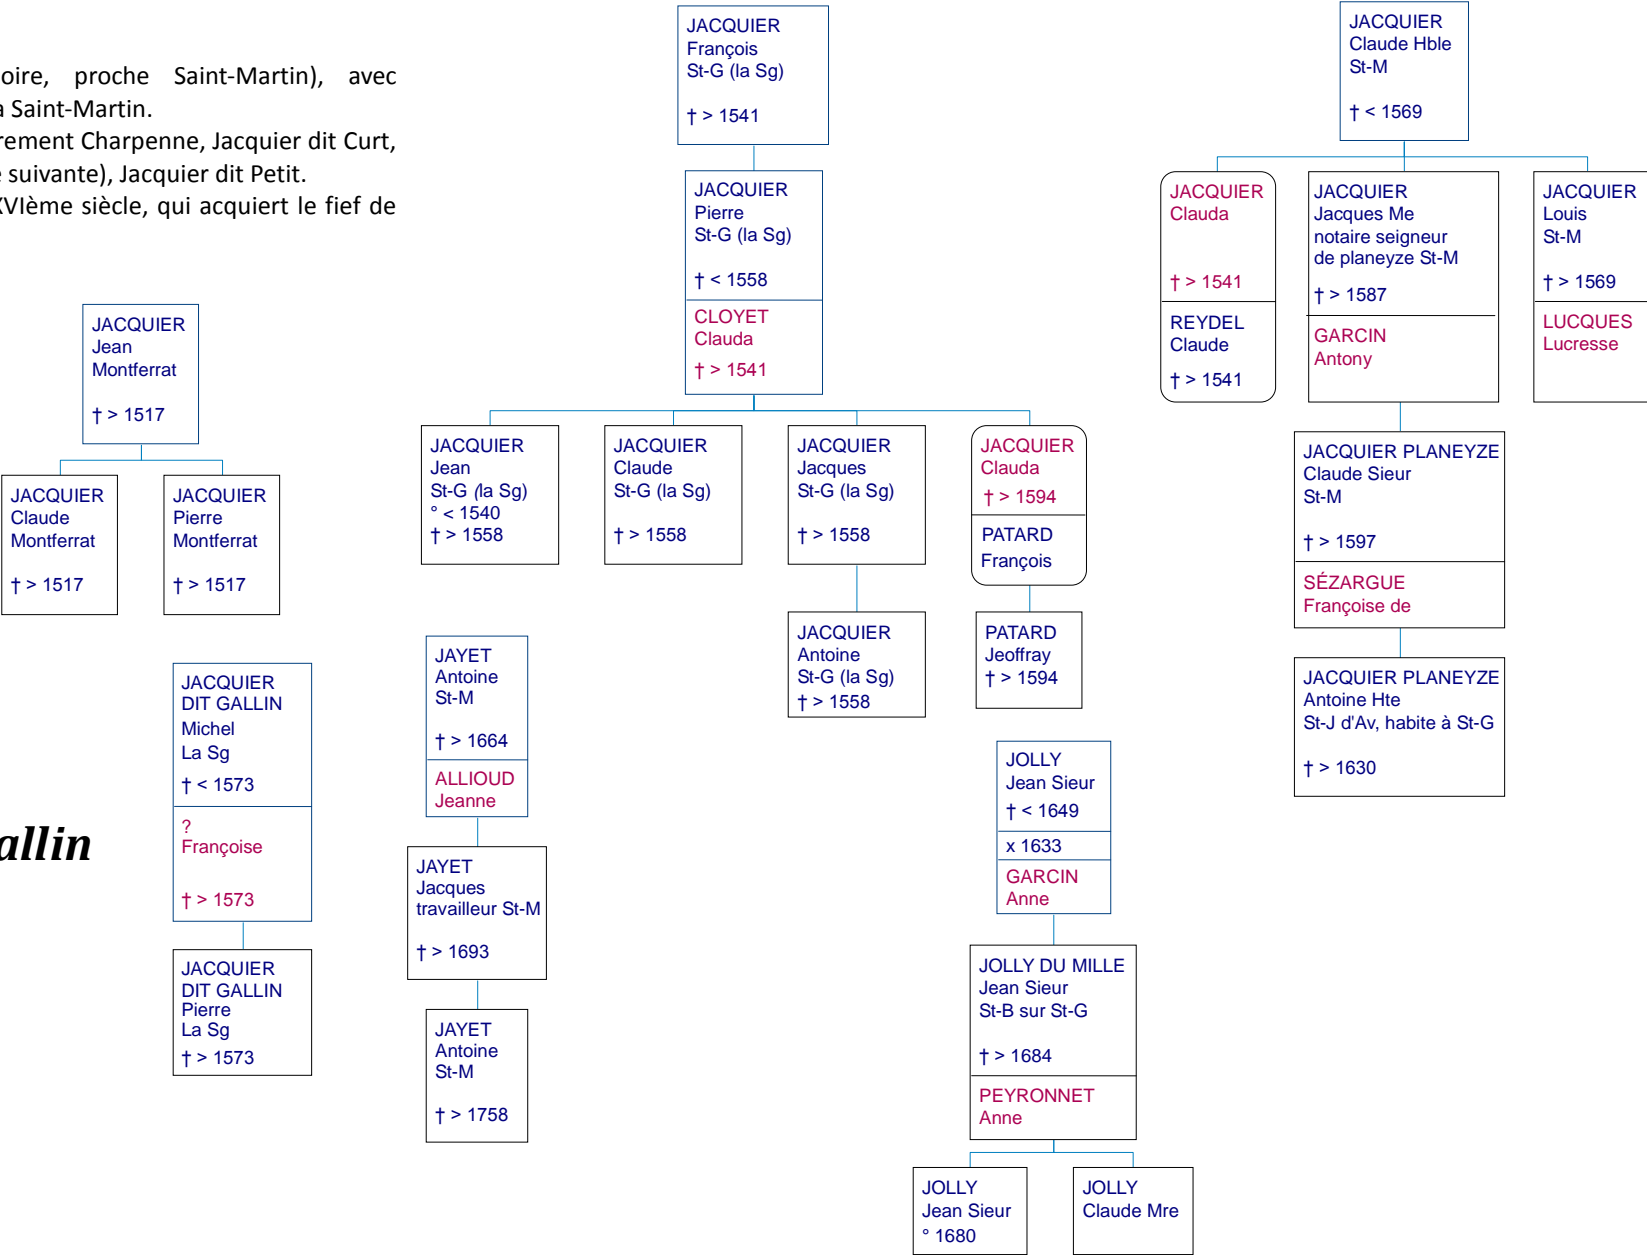 oire, proche Saint-Martin), avec
a Saint-Martin.
rement Charpenne, Jacquier dit Curt,
e suivante), Jacquier dit Petit.
XVIème siècle, qui acquiert le fief de
JACQUIER
François
St-G (la Sg)
† > 1541
JACQUIER
Pierre
St-G (la Sg)
† < 1558
CLOYET
Clauda
† > 1541
JACQUIER
Jean
St-G (la Sg)
° < 1540
† > 1558
JACQUIER
Claude
St-G (la Sg)
† > 1558
JACQUIER
Jacques
St-G (la Sg)
† > 1558
JACQUIER
Clauda
† > 1594
PATARD
François
JACQUIER
Antoine
St-G (la Sg)
† > 1558
PATARD
Jeoffray
† > 1594
JACQUIER
Claude Hble
St-M
† < 1569
JACQUIER
Clauda
† > 1541
REYDEL
Claude
† > 1541
JACQUIER
Jacques Me
notaire seigneur
de planeyze St-M
† > 1587
GARCIN
Antony
JACQUIER
Louis
St-M
† > 1569
LUCQUES
Lucresse
JACQUIER PLANEYZE
Claude Sieur
St-M
† > 1597
SÉZARGUE
Françoise de
JACQUIER PLANEYZE
Antoine Hte
St-J d'Av, habite à St-G
† > 1630
JACQUIER
Jean
Montferrat
† > 1517
JACQUIER
Claude
Montferrat
† > 1517
JACQUIER
Pierre
Montferrat
† > 1517
allin
JACQUIER
DIT GALLIN
Michel
La Sg
† < 1573
?
Françoise
† > 1573
JACQUIER
DIT GALLIN
Pierre
La Sg
† > 1573
JAYET
Antoine
St-M
† > 1664
ALLIOUD
Jeanne
JAYET
Jacques
travailleur St-M
† > 1693
JAYET
Antoine
St-M
† > 1758
JOLLY
Jean Sieur
† < 1649
x 1633
GARCIN
Anne
JOLLY DU MILLE
Jean Sieur
St-B sur St-G
† > 1684
PEYRONNET
Anne
JOLLY
Jean Sieur
° 1680
JOLLY
Claude Mre